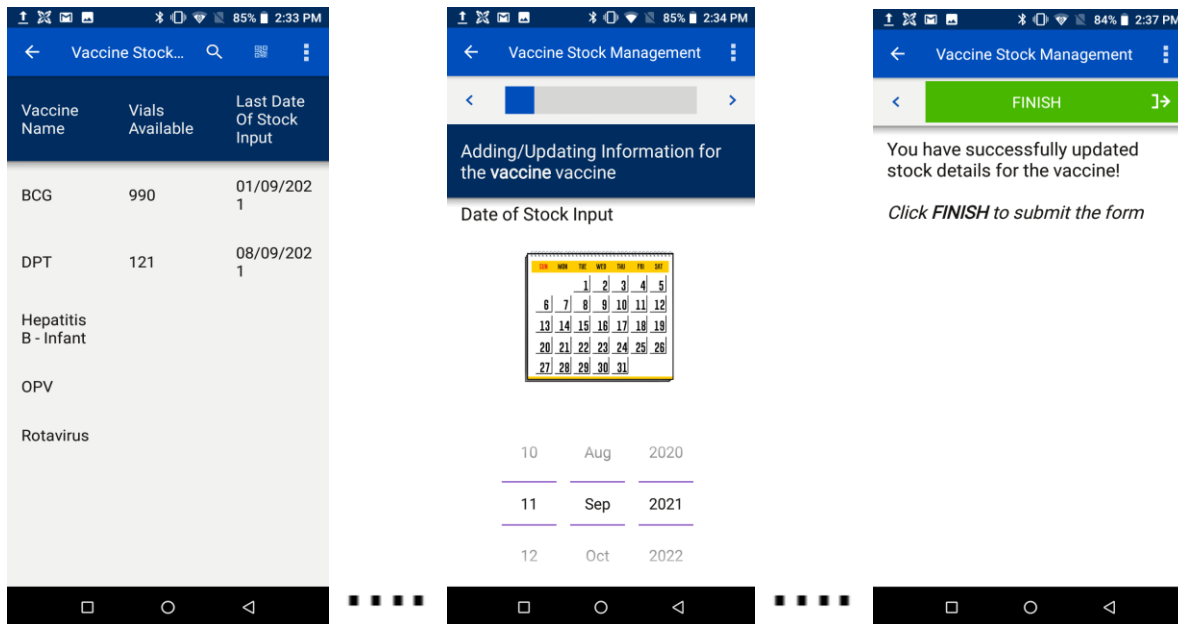 85% 2:33 PM
Vaccine Stock...
Vaccine Name
Vials Available
Last Date Of Stock Input
BCG 990 01/09/2021
DPT 121 08/09/2021
Hepatitis B - Infant
OPV
Rotavirus
85% 2:34 PM
Vaccine Stock Management
Adding/Updating Information for
the vaccine vaccine
Date of Stock Input
SUN MON TUE WED THU FRI SAT
1 2 3 4 5
6 7 8 9 10 11 12
13 14 15 16 17 18 19
20 21 22 23 24 25 26
27 28 29 30 31
10 Aug 2020
11 Sep 2021
12 Oct 2022
84% 2:37 PM
Vaccine Stock Management
FINISH
You have successfully updated
stock details for the vaccine!
Click FINISH to submit the form